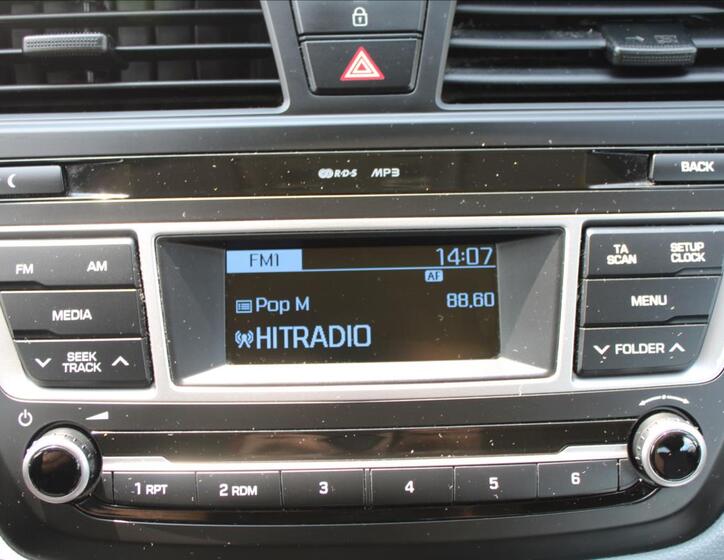 RDS MP3
BACK
FM AM
MEDIA
SEEK
TRACK
FM1 14:07
AF
Pop M 88.60
HITRADIO
TA
SCAN
SETUP
CLOCK
MENU
FOLDER
1 RPT 2 RDM 3 4 5 6